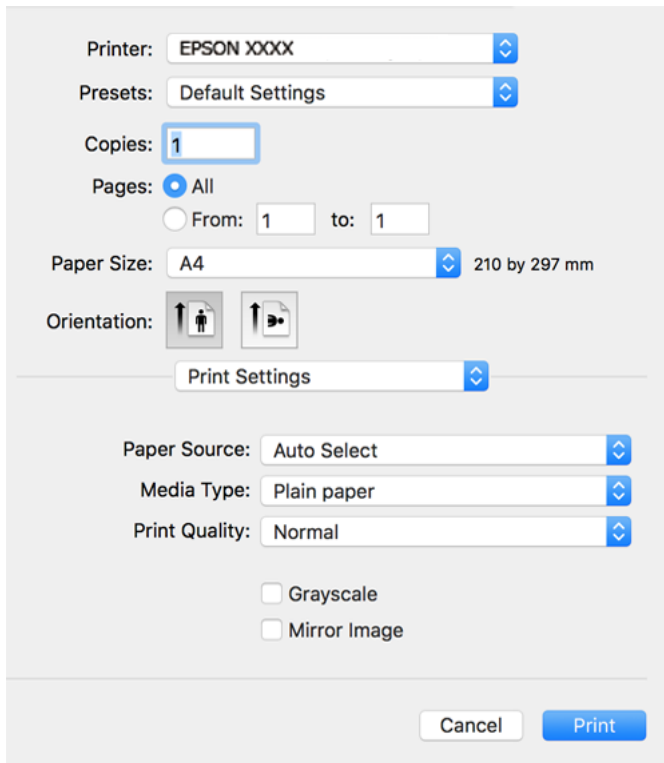 Printer: EPSON XXXX
Presets: Default Settings
Copies: 1
Pages: All
From: 1 to: 1
Paper Size: A4 210 by 297 mm
Orientation:
Print Settings
Paper Source: Auto Select
Media Type: Plain paper
Print Quality: Normal
Grayscale
Mirror Image
Cancel Print